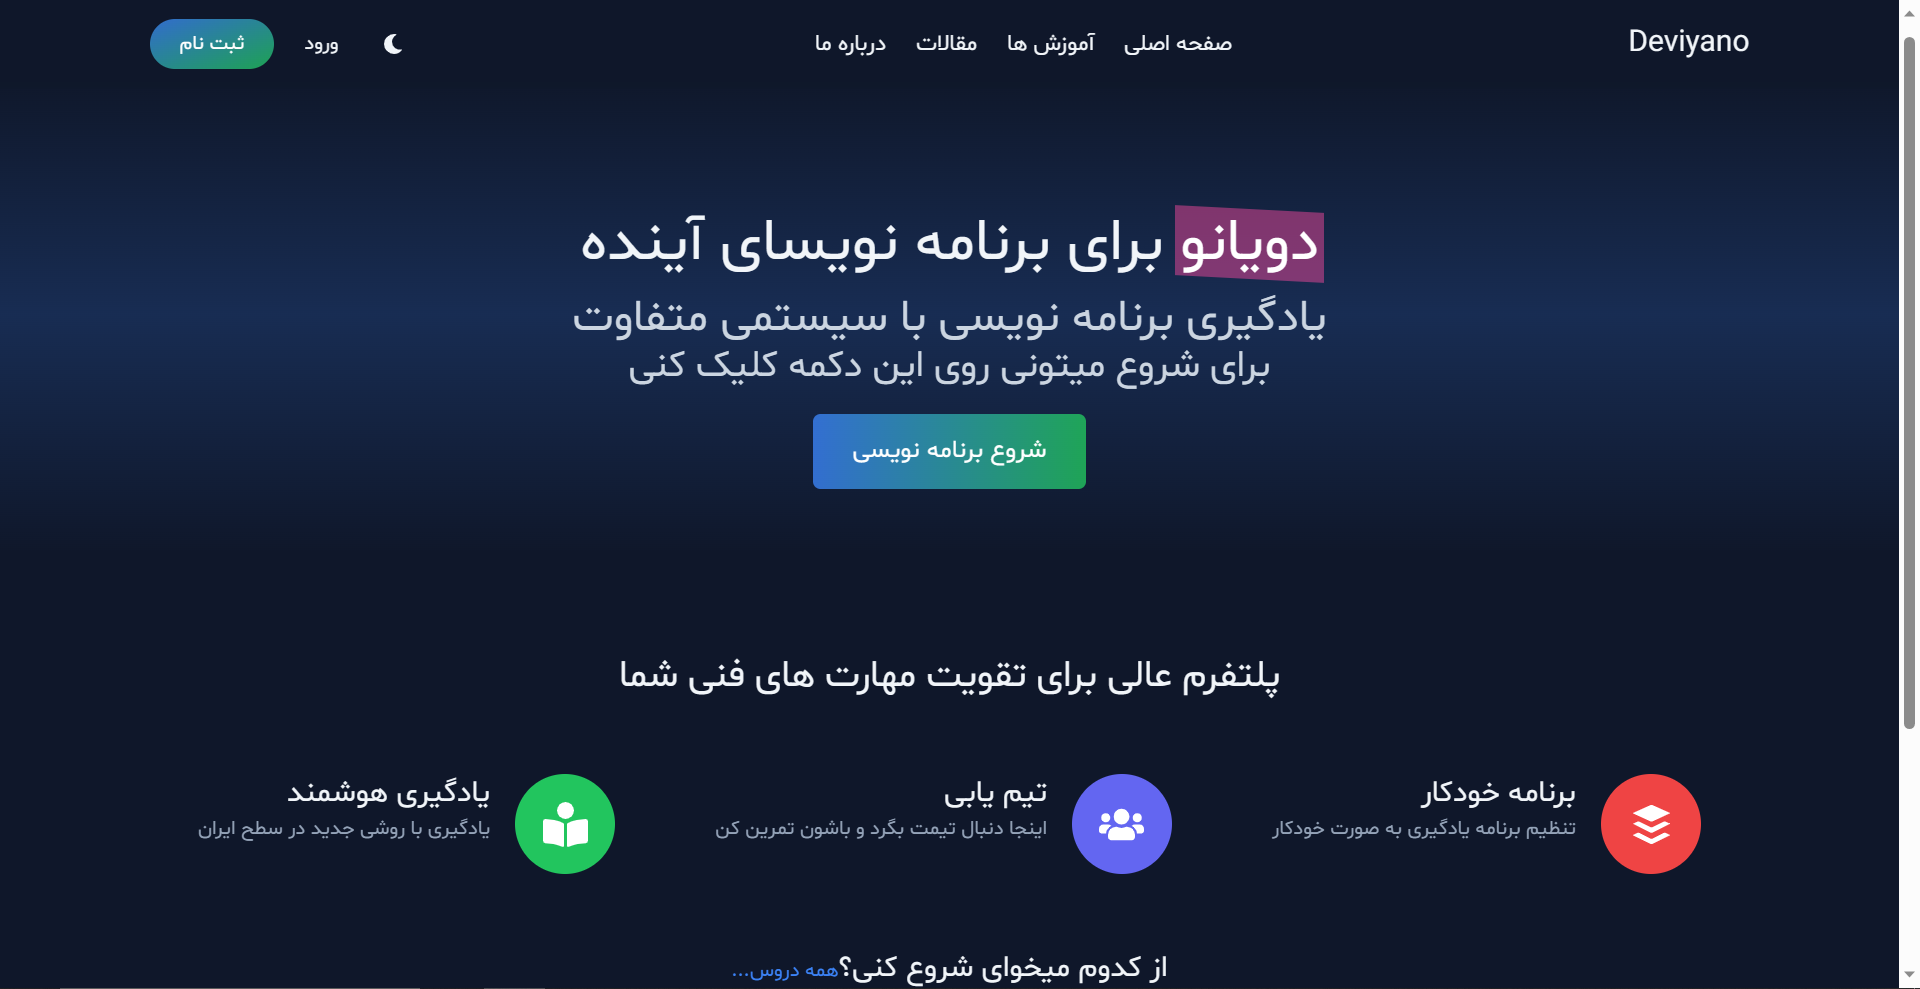 Deviyano
صفحه اصلی
آموزش ها
مقالات
درباره ما
ورود
ثبت نام
دویانو برای برنامه نویسای آینده
یادگیری برنامه نویسی با سیستمی متفاوت
برای شروع میتونی روی این دکمه کلیک کنی
شروع برنامه نویسی
پلتفرم عالی برای تقویت مهارت های فنی شما
برنامه خودکار
تنظیم برنامه یادگیری به صورت خودکار
تیم یابی
اینجا دنبال تیمت بگرد و باشون تمرین کن
یادگیری هوشمند
یادگیری با روشی جدید در سطح ایران
از کدوم میخوای شروع کنی؟همه دروس...